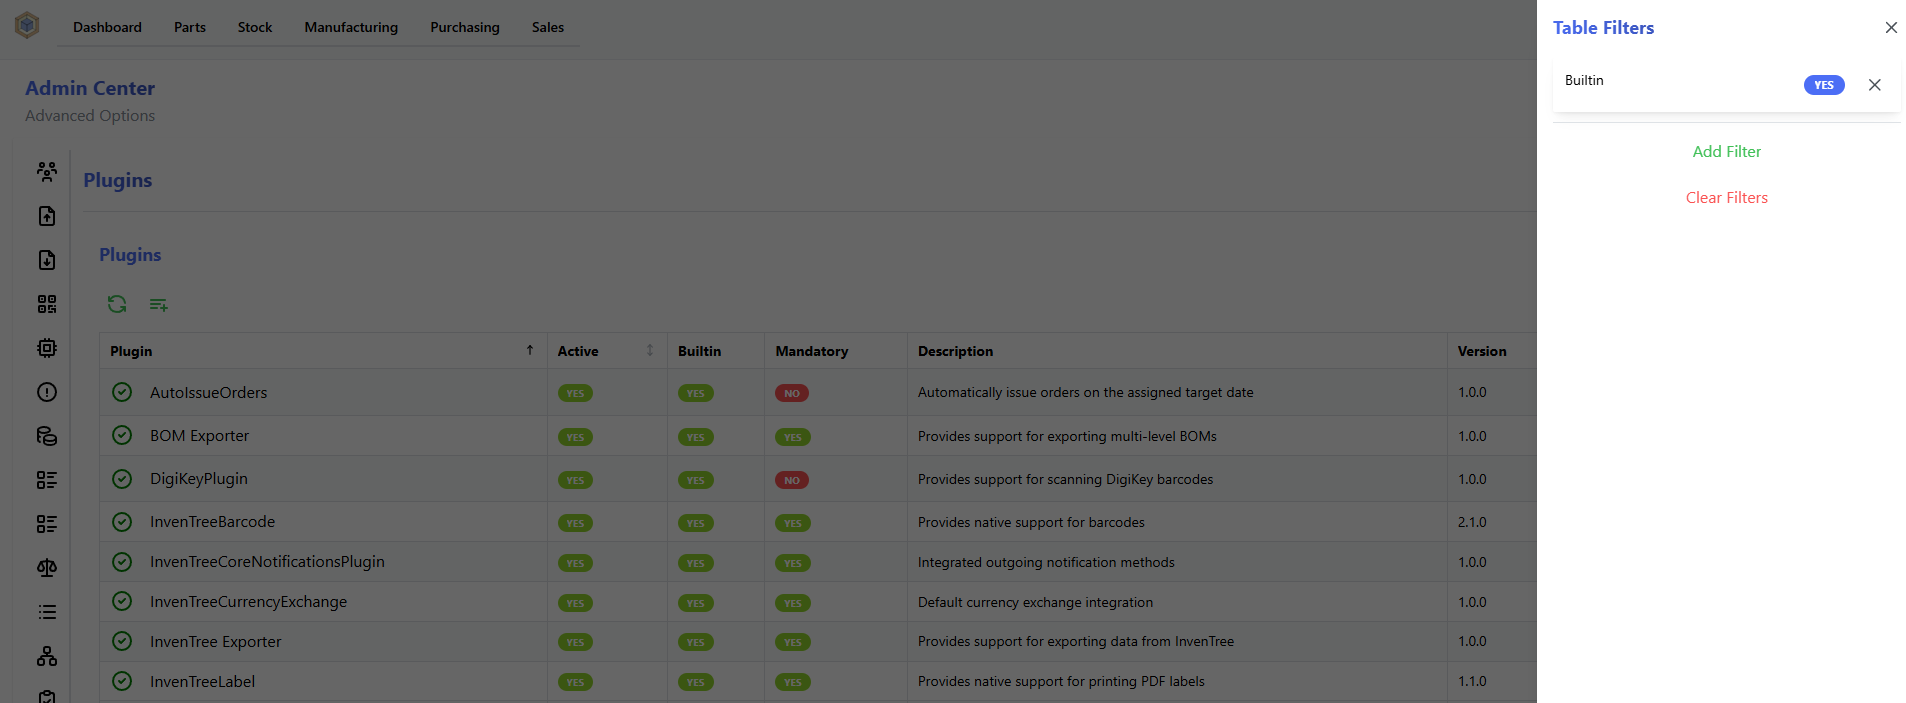 Dashboard Parts Stock Manufacturing Purchasing Sales
Admin Center
Advanced Options
Plugins
Plugins
Plugin Active Builtin Mandatory Description Version
AutoIssueOrders YES YES NO Automatically issue orders on the assigned target date 1.0.0
BOM Exporter YES YES YES Provides support for exporting multi-level BOMs 1.0.0
DigiKeyPlugin YES YES NO Provides support for scanning DigiKey barcodes 1.0.0
InvenTreeBarcode YES YES YES Provides native support for barcodes 2.1.0
InvenTreeCoreNotificationsPlugin YES YES YES Integrated outgoing notification methods 1.0.0
InvenTreeCurrencyExchange YES YES YES Default currency exchange integration 1.0.0
InvenTree Exporter YES YES YES Provides support for exporting data from InvenTree 1.0.0
InvenTreeLabel YES YES YES Provides native support for printing PDF labels 1.1.0
Table Filters
Builtin YES
Add Filter
Clear Filters